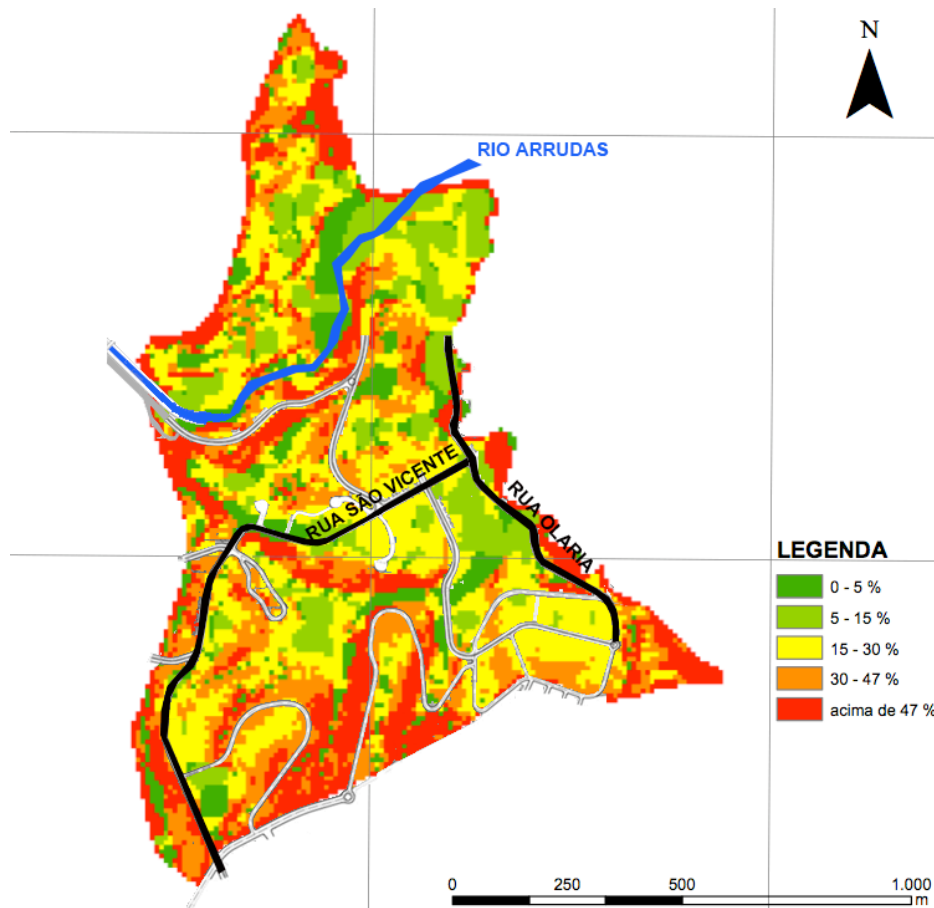 N
RIO ARRUDAS
RUA SÃO VICENTE
RUA OLARIA
LEGENDA
0 - 5 %
5 - 15 %
15 - 30 %
30 - 47 %
acima de 47 %
0 250 500 1.000
m